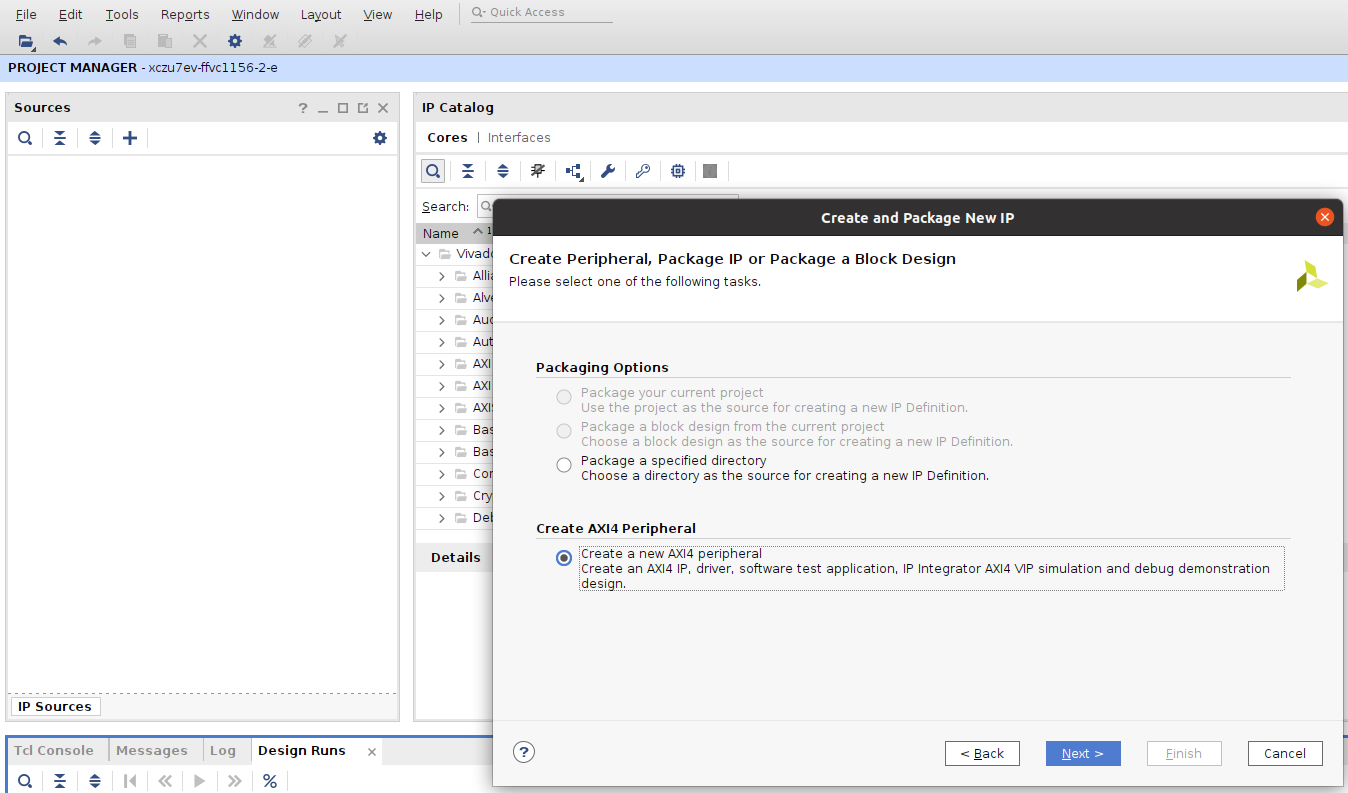 File Edit Tools Reports Window Layout View Help Quick Access
PROJECT MANAGER - xczu7ev-ffvc1156-2-e
Sources
IP Sources
IP Catalog
Cores | Interfaces
Search:
Name 1
Vivado
Allia
Alve
Aud
Aut
AXI
AXI
AXIS
Bas
Bas
Con
Cry
Deb
Details
Create and Package New IP
Create Peripheral, Package IP or Package a Block Design
Please select one of the following tasks.
Packaging Options
Package your current project
Use the project as the source for creating a new IP Definition.
Package a block design from the current project
Choose a block design as the source for creating a new IP Definition.
Package a specified directory
Choose a directory as the source for creating a new IP Definition.
Create AXI4 Peripheral
Create a new AXI4 peripheral
Create an AXI4 IP, driver, software test application, IP Integrator AXI4 VIP simulation and debug demonstration
design.
? < Back Next > Finish Cancel
Tcl Console Messages Log Design Runs